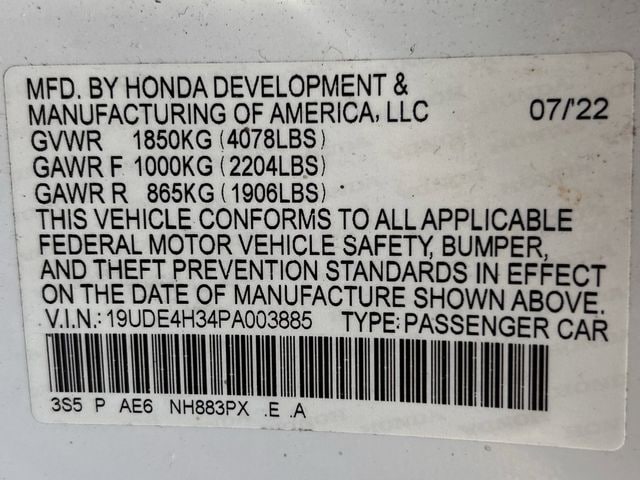 MFD. BY HONDA DEVELOPMENT &
MANUFACTURING OF AMERICA, LLC 07/'22
GVWR 1850KG (4078LBS)
GAWR F 1000KG (2204LBS)
GAWR R 865KG (1906LBS)
THIS VEHICLE CONFORMS TO ALL APPLICABLE
FEDERAL MOTOR VEHICLE SAFETY, BUMPER,
AND THEFT PREVENTION STANDARDS IN EFFECT
ON THE DATE OF MANUFACTURE SHOWN ABOVE.
V.I.N.: 19UDE4H34PA003885 TYPE: PASSENGER CAR
3S5 P AE6 NH883PX .E .A